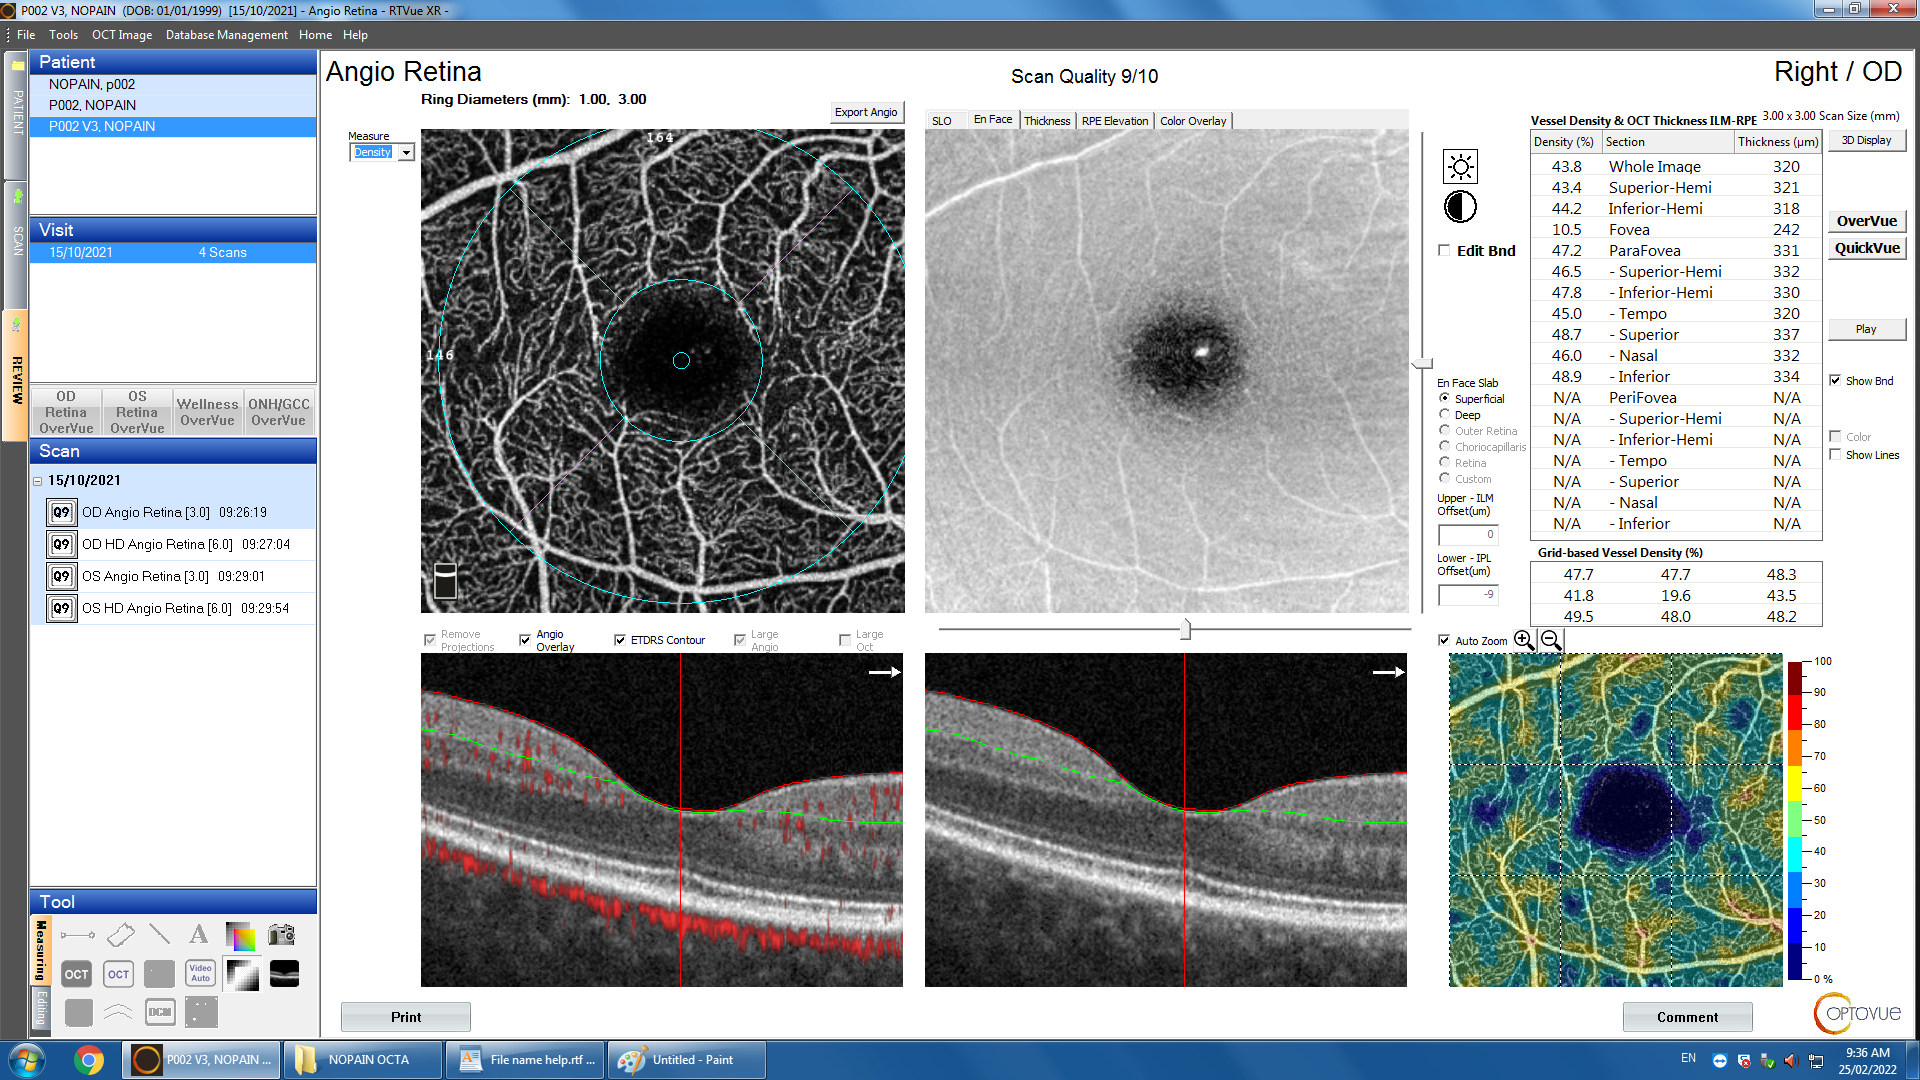 P002 V3, NOPAIN (DOB: 01/01/1999) [15/10/2021] - Angio Retina - RTVue XR -
File Tools OCT Image Database Management Home Help
PATIENT
SCAN
REVIEW
Patient
NOPAIN, p002
P002, NOPAIN
P002 V3, NOPAIN
Visit
15/10/2021 4 Scans
OD Retina OverVue
OS Retina OverVue
Wellness OverVue
ONH/GCC OverVue
Scan
15/10/2021
Q9 OD Angio Retina [3.0] 09:26:19
Q9 OD HD Angio Retina [6.0] 09:27:04
Q9 OS Angio Retina [3.0] 09:29:01
Q9 OS HD Angio Retina [6.0] 09:29:54
Tool
Measuring
Editing
A
OCT OCT Video Auto
DCM
Angio Retina
Scan Quality 9/10
Right / OD
Ring Diameters (mm): 1.00, 3.00
Export Angio
Measure
Density
164
146
SLO En Face Thickness RPE Elevation Color Overlay
Edit Bnd
En Face Slab
Superficial
Deep
Outer Retina
Choriocapillaris
Retina
Custom
Upper - ILM
Offset(um)
0
Lower - IPL
Offset(um)
-9
Remove Projections
Angio Overlay
ETDRS Contour
Large Angio
Large Oct
Auto Zoom
Vessel Density & OCT Thickness ILM-RPE 3.00 x 3.00 Scan Size (mm)
Density (%) Section Thickness (µm)
43.8 Whole Image 320
43.4 Superior-Hemi 321
44.2 Inferior-Hemi 318
10.5 Fovea 242
47.2 ParaFovea 331
46.5 - Superior-Hemi 332
47.8 - Inferior-Hemi 330
45.0 - Tempo 320
48.7 - Superior 337
46.0 - Nasal 332
48.9 - Inferior 334
N/A PeriFovea N/A
N/A - Superior-Hemi N/A
N/A - Inferior-Hemi N/A
N/A - Tempo N/A
N/A - Superior N/A
N/A - Nasal N/A
N/A - Inferior N/A
Grid-based Vessel Density (%)
47.7 47.7 48.3
41.8 19.6 43.5
49.5 48.0 48.2
3D Display
OverVue
QuickVue
Play
Show Bnd
Color
Show Lines
100
90
80
70
60
50
40
30
20
10
0 %
Print
Comment
OPTOVUE
P002 V3, NOPAIN ...
NOPAIN OCTA
File name help.rtf ...
Untitled - Paint
EN
9:36 AM
25/02/2022